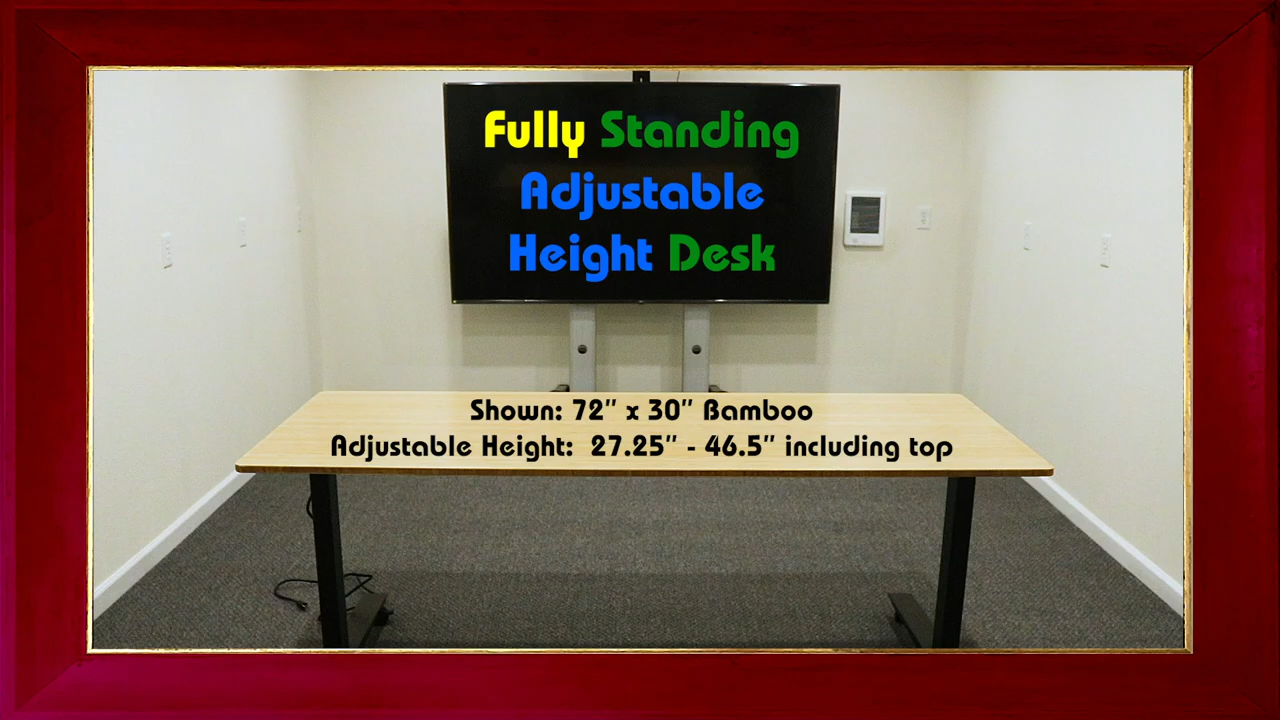 Fully Standing
Adjustable
Height Desk
Shown: 72" x 30" Bamboo
Adjustable Height:  27.25" - 46.5" including top